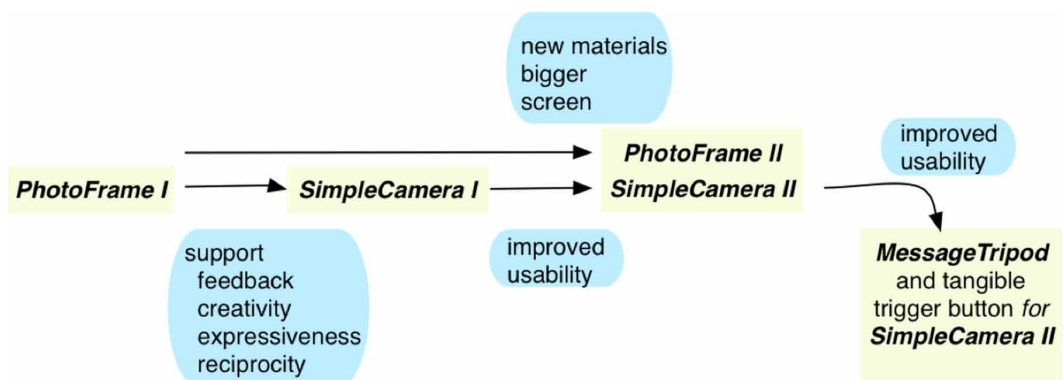 new materials
bigger
screen
improved
usability
PhotoFrame I
SimpleCamera I
PhotoFrame II
SimpleCamera II
support
feedback
creativity
expressiveness
reciprocity
improved
usability
MessageTripod
and tangible
trigger button for
SimpleCamera II